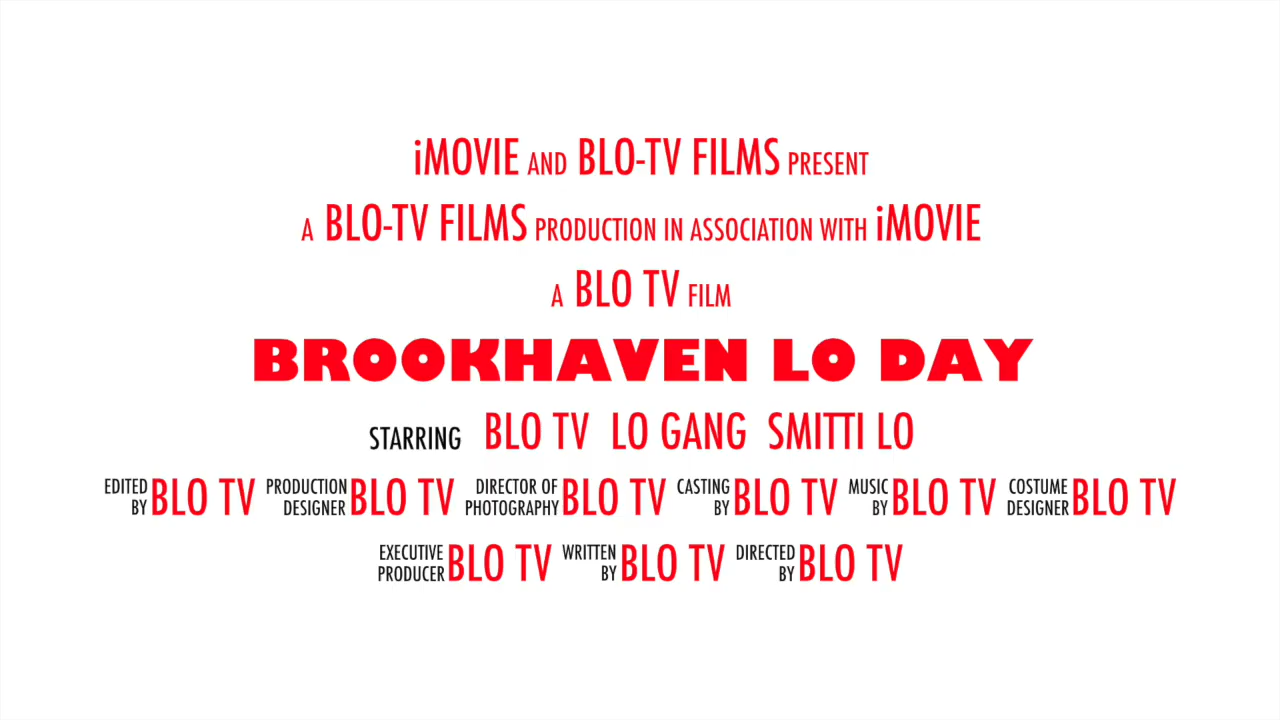 iMOVIE AND BLO-TV FILMS PRESENT
A BLO-TV FILMS PRODUCTION IN ASSOCIATION WITH iMOVIE
A BLO TV FILM
BROOKHAVEN LO DAY
STARRING BLO TV LO GANG SMITTI LO
EDITED BY BLO TV PRODUCTION DESIGNER BLO TV DIRECTOR OF PHOTOGRAPHY BLO TV CASTING BY BLO TV MUSIC BY BLO TV COSTUME DESIGNER BLO TV
EXECUTIVE PRODUCER BLO TV WRITTEN BY BLO TV DIRECTED BY BLO TV